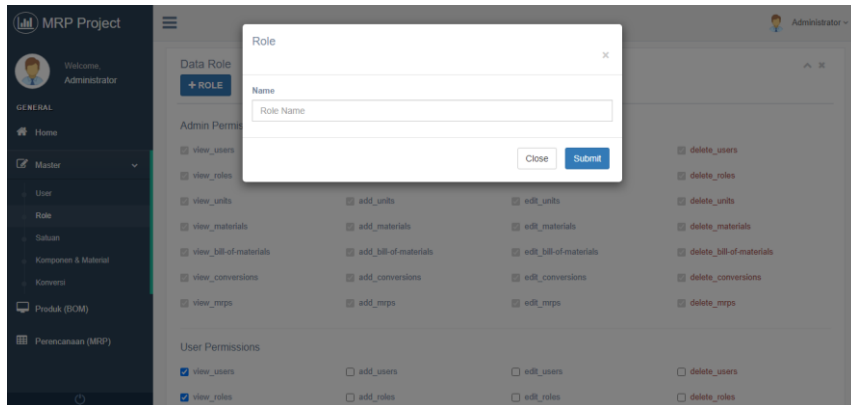 MRP Project
Administrator
Welcome,
Administrator
GENERAL
Home
Master
User
Role
Satuan
Komponen & Material
Konversi
Produk (BOM)
Perencanaan (MRP)
Role
×
Name
Role Name
Close
Submit
Data Role
+ ROLE
Admin Permis
view_users
delete_users
view_roles
delete_roles
view_units
add_units
edit_units
delete_units
view_materials
add_materials
edit_materials
delete_materials
view_bill-of-materials
add_bill-of-materials
edit_bill-of-materials
delete_bill-of-materials
view_conversions
add_conversions
edit_conversions
delete_conversions
view_mrps
add_mrps
edit_mrps
delete_mrps
User Permissions
view_users
add_users
edit_users
delete_users
view_roles
add_roles
edit_roles
delete_roles